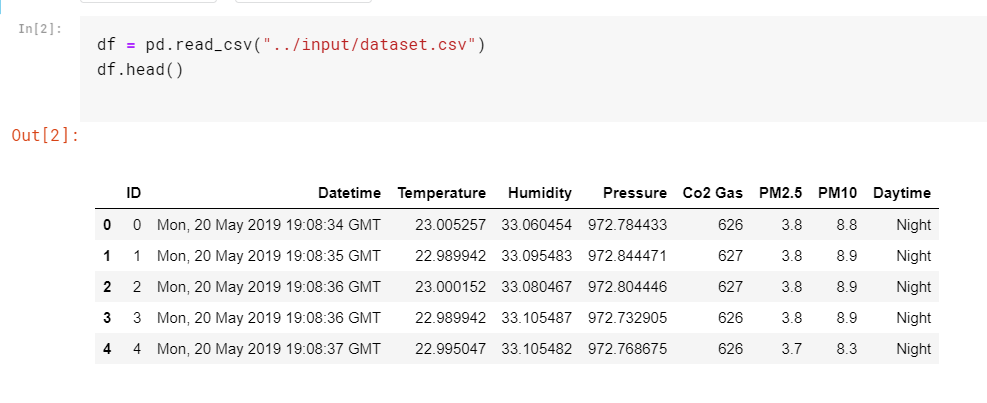 In[2]:
df = pd.read_csv("../input/dataset.csv")
df.head()
Out[2]:
ID Datetime Temperature Humidity Pressure Co2 Gas PM2.5 PM10 Daytime
0 0 Mon, 20 May 2019 19:08:34 GMT 23.005257 33.060454 972.784433 626 3.8 8.8 Night
1 1 Mon, 20 May 2019 19:08:35 GMT 22.989942 33.095483 972.844471 627 3.8 8.9 Night
2 2 Mon, 20 May 2019 19:08:36 GMT 23.000152 33.080467 972.804446 627 3.8 8.9 Night
3 3 Mon, 20 May 2019 19:08:36 GMT 22.989942 33.105487 972.732905 626 3.8 8.9 Night
4 4 Mon, 20 May 2019 19:08:37 GMT 22.995047 33.105482 972.768675 626 3.7 8.3 Night